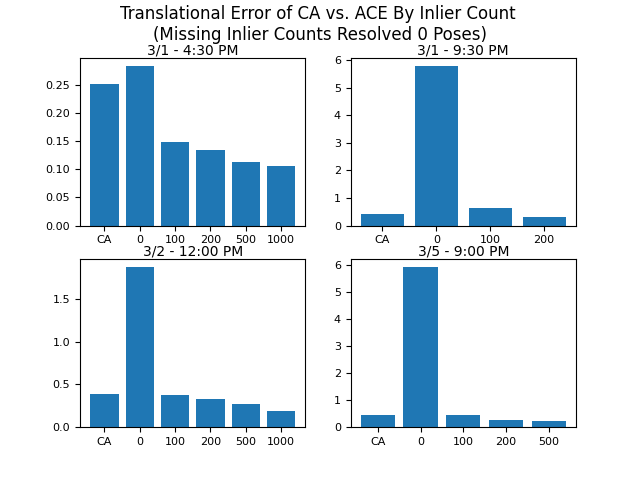 Translational Error of CA vs. ACE By Inlier Count
(Missing Inlier Counts Resolved 0 Poses)
3/1 - 4:30 PM
0.25
0.20
0.15
0.10
0.05
0.00
CA 0 100 200 500 1000
3/1 - 9:30 PM
6
5
4
3
2
1
0
CA 0 100 200
3/2 - 12:00 PM
1.5
1.0
0.5
0.0
CA 0 100 200 500 1000
3/5 - 9:00 PM
6
5
4
3
2
1
0
CA 0 100 200 500